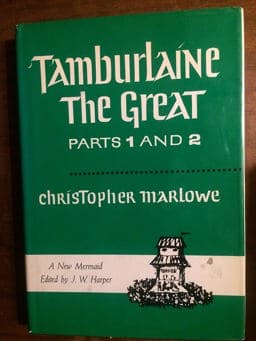 Tamburlaine
The Great
PARTS 1 AND 2
christopher marlowe
A New Mermaid
Edited by J. W. Harper